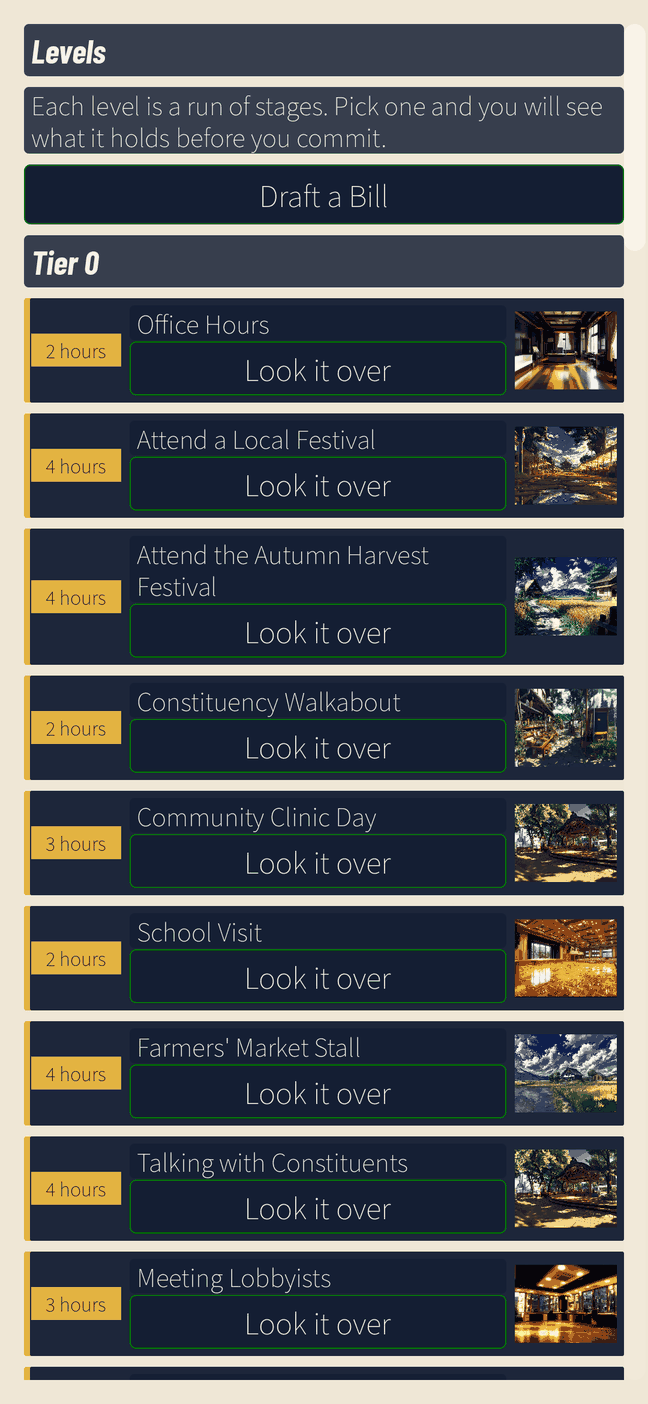 Levels
Each level is a run of stages. Pick one and you will see
what it holds before you commit.
Draft a Bill
Tier 0
2 hours
Office Hours
Look it over
4 hours
Attend a Local Festival
Look it over
4 hours
Attend the Autumn Harvest
Festival
Look it over
2 hours
Constituency Walkabout
Look it over
3 hours
Community Clinic Day
Look it over
2 hours
School Visit
Look it over
4 hours
Farmers' Market Stall
Look it over
4 hours
Talking with Constituents
Look it over
3 hours
Meeting Lobbyists
Look it over